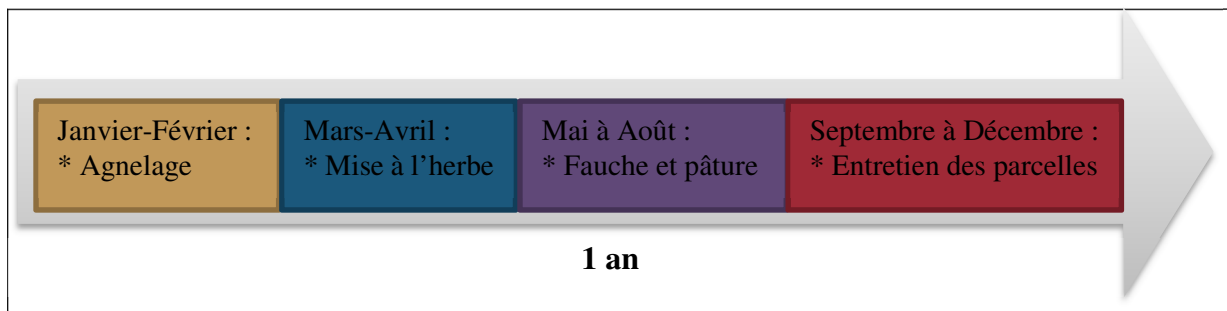 Janvier-Février :
* Agnelage
Mars-Avril :
* Mise à l’herbe
Mai à Août :
* Fauche et pâture
Septembre à Décembre :
* Entretien des parcelles
1 an